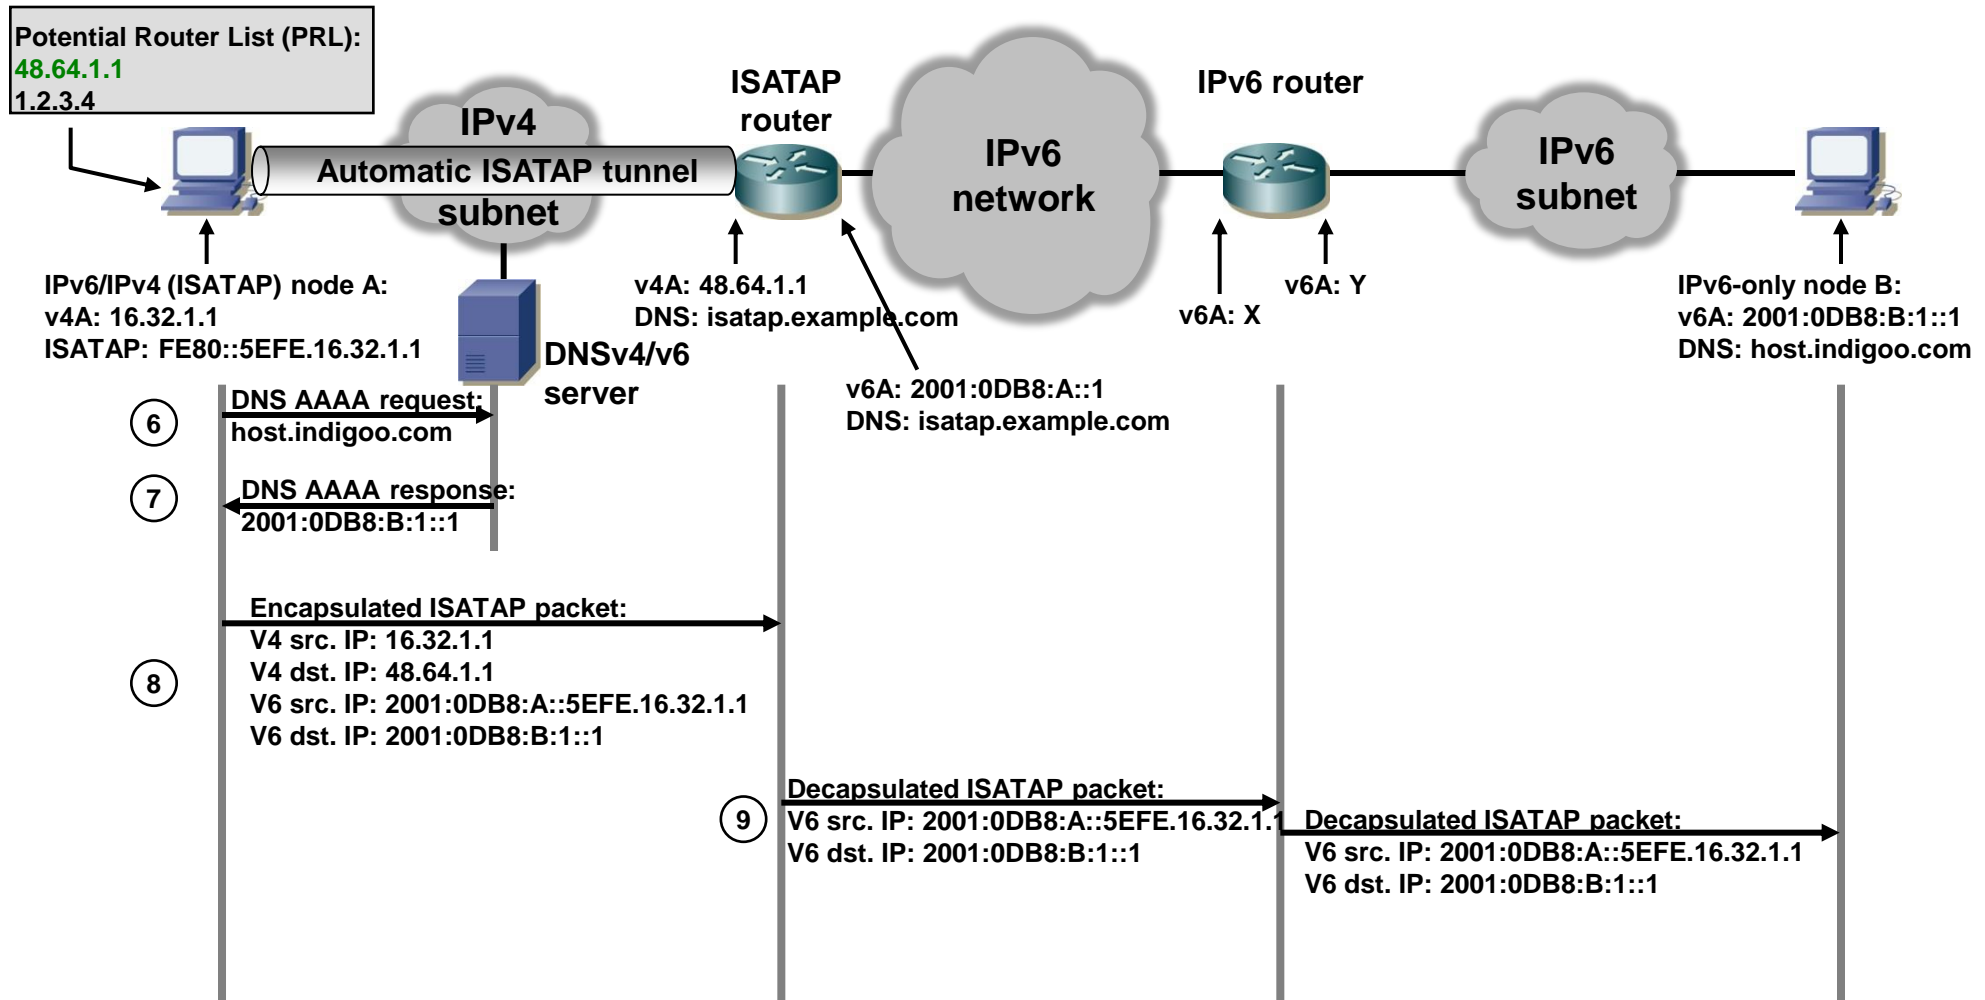 Potential Router List (PRL):
48.64.1.1
1.2.3.4
IPv4
Automatic ISATAP tunnel
subnet
ISATAP
router
IPv6
network
IPv6 router
IPv6
subnet
IPv6/IPv4 (ISATAP) node A:
v4A: 16.32.1.1
ISATAP: FE80::5EFE.16.32.1.1
DNSv4/v6
server
v4A: 48.64.1.1
DNS: isatap.example.com
v6A: 2001:0DB8:A::1
DNS: isatap.example.com
v6A: X
v6A: Y
IPv6-only node B:
v6A: 2001:0DB8:B:1::1
DNS: host.indigoo.com
6
DNS AAAA request:
host.indigoo.com
7
DNS AAAA response:
2001:0DB8:B:1::1
8
Encapsulated ISATAP packet:
V4 src. IP: 16.32.1.1
V4 dst. IP: 48.64.1.1
V6 src. IP: 2001:0DB8:A::5EFE.16.32.1.1
V6 dst. IP: 2001:0DB8:B:1::1
9
Decapsulated ISATAP packet:
V6 src. IP: 2001:0DB8:A::5EFE.16.32.1.1
V6 dst. IP: 2001:0DB8:B:1::1
Decapsulated ISATAP packet:
V6 src. IP: 2001:0DB8:A::5EFE.16.32.1.1
V6 dst. IP: 2001:0DB8:B:1::1